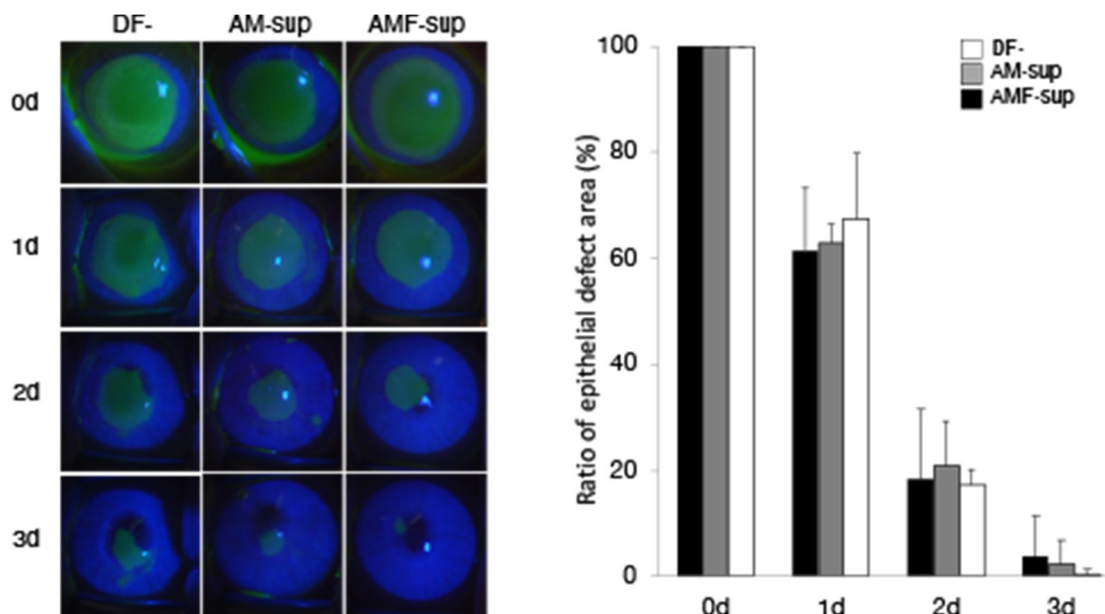 DF- AM-sup AMF-sup
0d
1d
2d
3d
Ratio of epithelial defect area (%)
100
80
60
40
20
0
DF-
AM-sup
AMF-sup
0d 1d 2d 3d